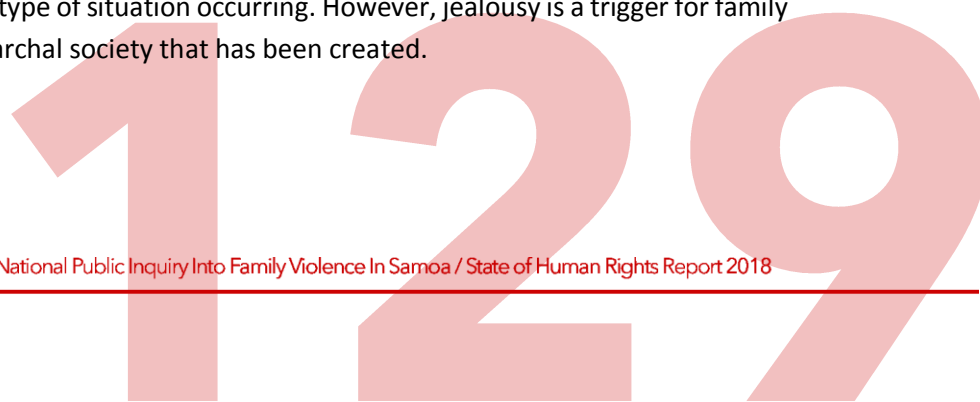 type of situation occurring. However, jealousy is a trigger for family
archal society that has been created.
129
National Public Inquiry Into Family Violence In Samoa / State of Human Rights Report 2018